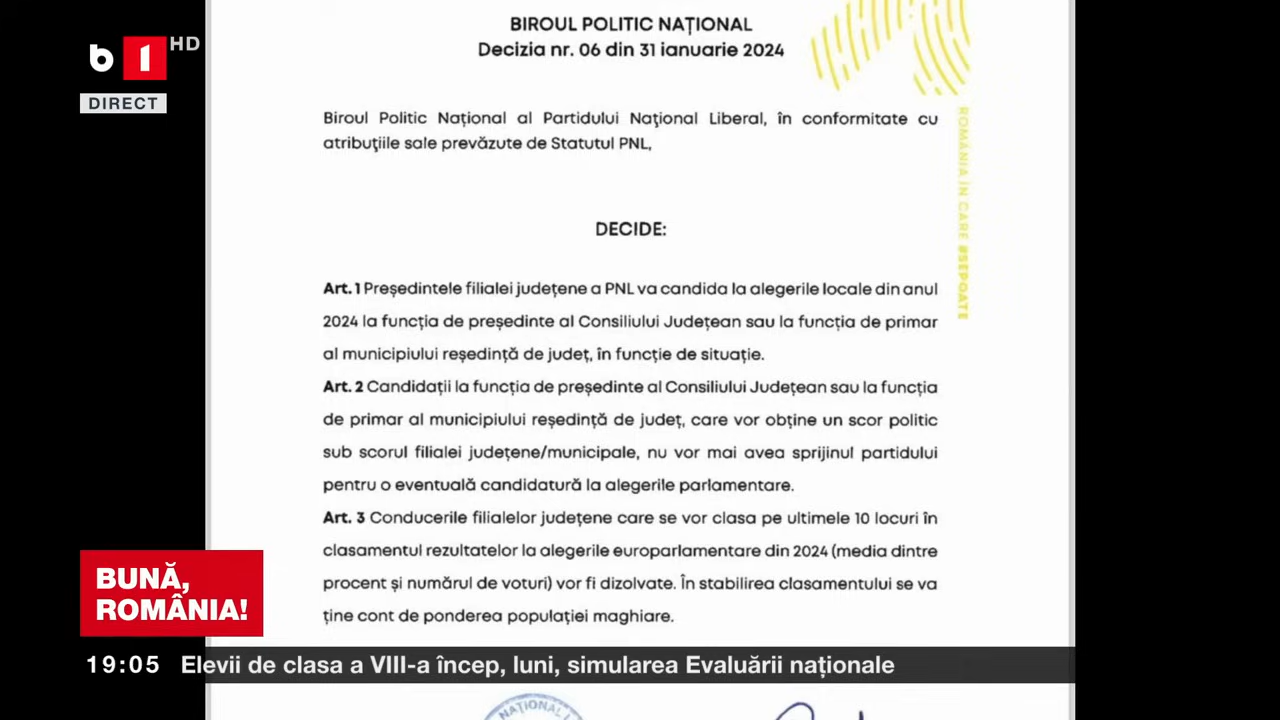 b 1 HD
DIRECT
BIROUL POLITIC NAȚIONAL
Decizia nr. 06 din 31 ianuarie 2024
Biroul Politic Național al Partidului Naţional Liberal, în conformitate cu
atribuţiile sale prevăzute de Statutul PNL,
ROMÂNIA ÎN CARE #SEPOATE
DECIDE:
Art. 1 Președintele filialei județene a PNL va candida la alegerile locale din anul
2024 la funcția de președinte al Consiliului Județean sau la funcția de primar
al municipiului reședință de județ, în funcție de situație.
Art. 2 Candidații la funcția de președinte al Consiliului Județean sau la funcția
de primar al municipiului reședință de județ, care vor obține un scor politic
sub scorul filialei județene/municipale, nu vor mai avea sprijinul partidului
pentru o eventuală candidatură la alegerile parlamentare.
Art. 3 Conducerile filialelor județene care se vor clasa pe ultimele 10 locuri în
clasamentul rezultatelor la alegerile europarlamentare din 2024 (media dintre
procent și numărul de voturi) vor fi dizolvate. În stabilirea clasamentului se va
ține cont de ponderea populației maghiare.
BUNĂ,
ROMÂNIA!
19:05 Elevii de clasa a VIII-a încep, luni, simularea Evaluării naționale
NAȚIONAL